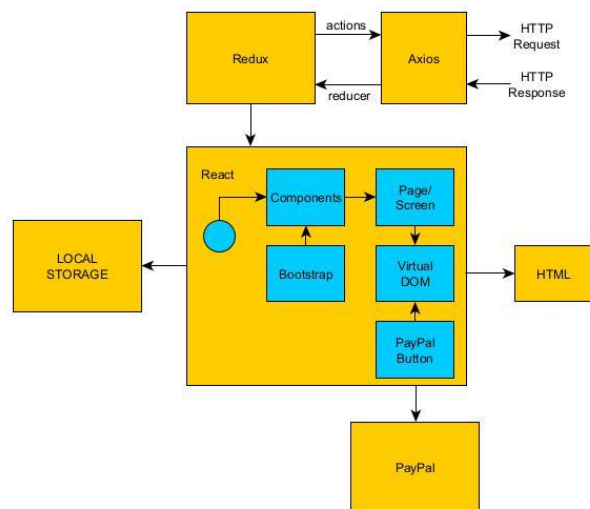 actions
HTTP
Request
Redux
Axios
reducer
HTTP
Response
React
Components
Page/
Screen
LOCAL
STORAGE
Bootstrap
Virtual
DOM
HTML
PayPal
Button
PayPal